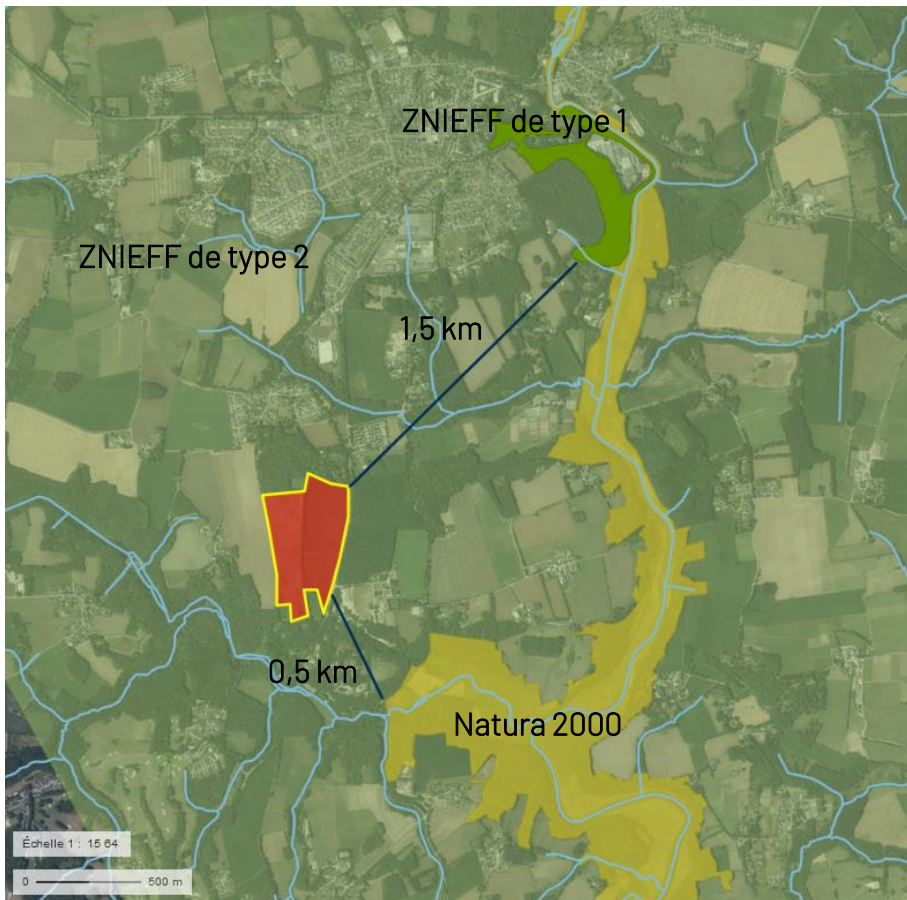 ZNIEFF de type 1
ZNIEFF de type 2
1,5 km
0,5 km
Natura 2000
Échelle 1 : 15 64
0 500 m